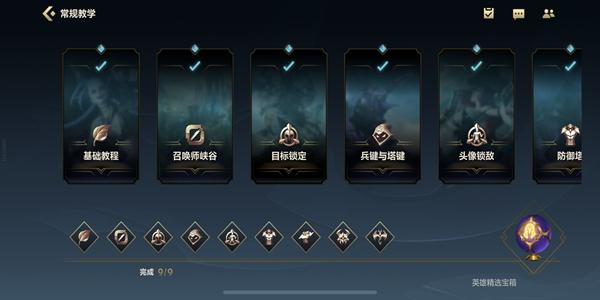 常规教学
基础教程
召唤师峡谷
目标锁定
兵键与塔键
头像锁敌
防御塔
完成 9/9
英雄精选宝箱